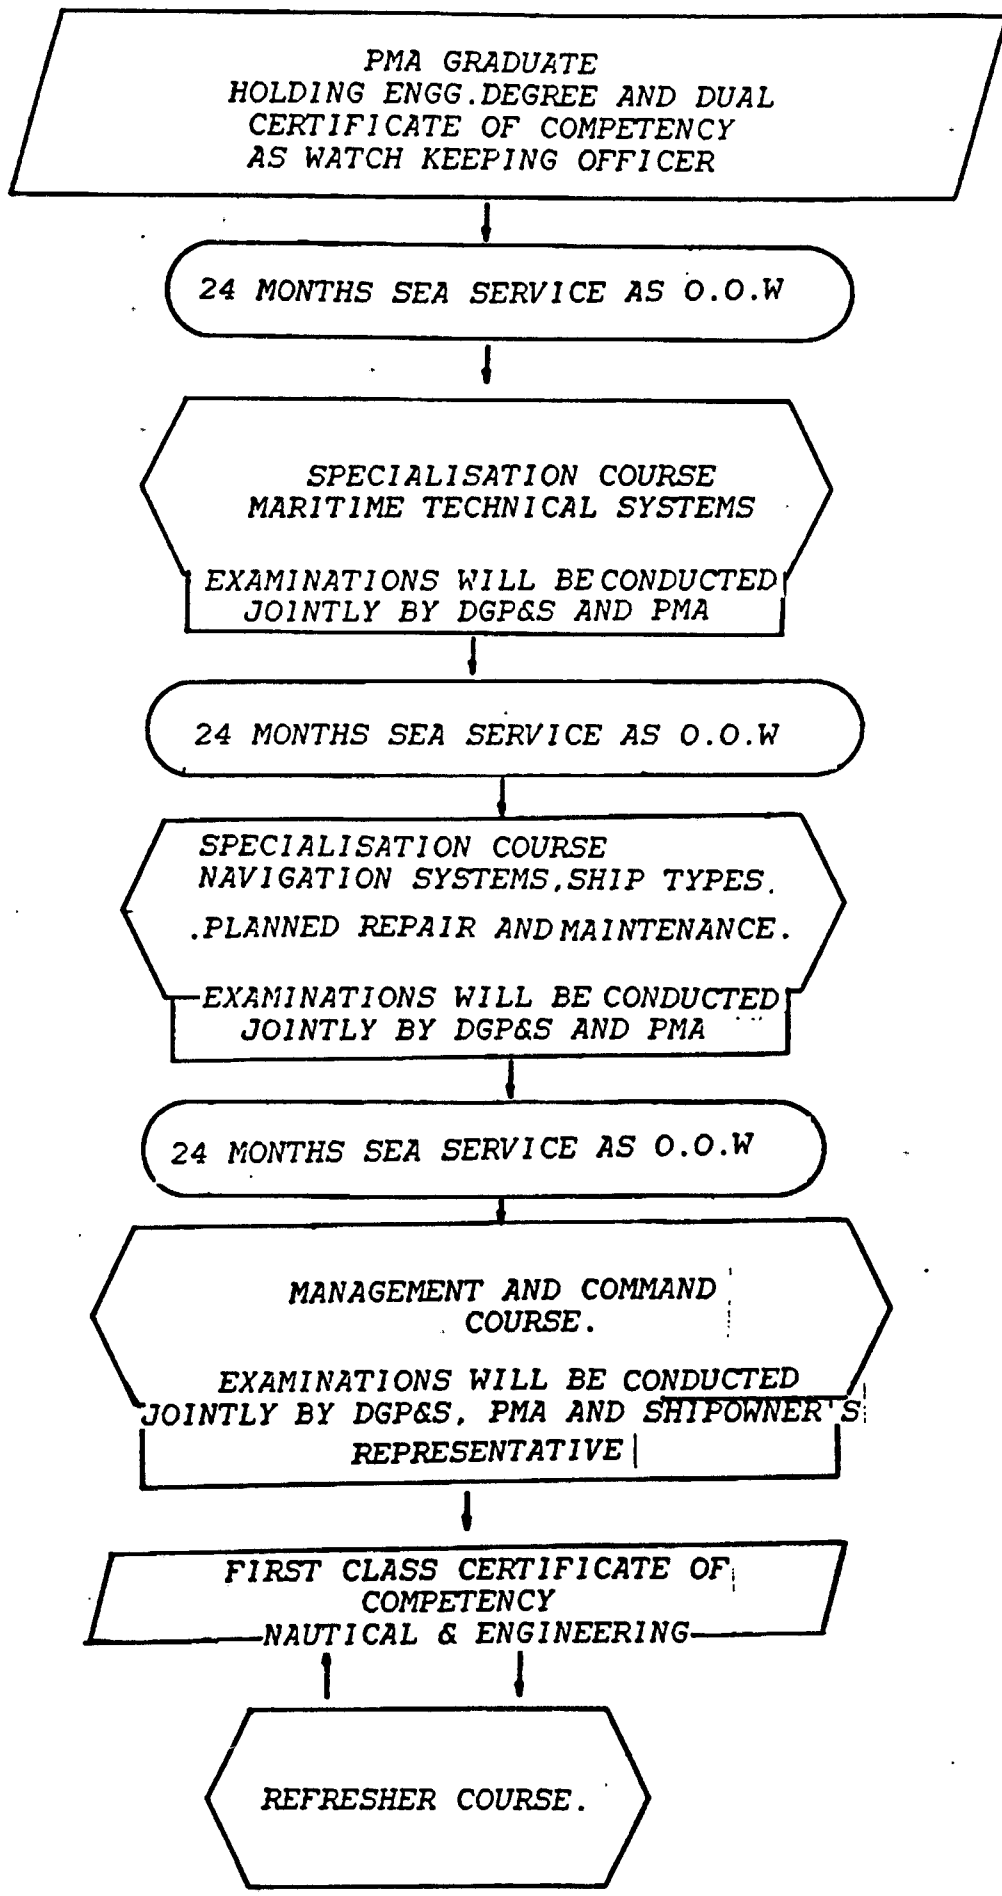 PMA GRADUATE
HOLDING ENGG.DEGREE AND DUAL
CERTIFICATE OF COMPETENCY
AS WATCH KEEPING OFFICER
24 MONTHS SEA SERVICE AS O.O.W
SPECIALISATION COURSE
MARITIME TECHNICAL SYSTEMS
EXAMINATIONS WILL BE CONDUCTED
JOINTLY BY DGP&S AND PMA
24 MONTHS SEA SERVICE AS O.O.W
SPECIALISATION COURSE
NAVIGATION SYSTEMS,SHIP TYPES.
.PLANNED REPAIR AND MAINTENANCE.
EXAMINATIONS WILL BE CONDUCTED
JOINTLY BY DGP&S AND PMA
24 MONTHS SEA SERVICE AS O.O.W
MANAGEMENT AND COMMAND
COURSE.
EXAMINATIONS WILL BE CONDUCTED
JOINTLY BY DGP&S, PMA AND SHIPOWNER'S
REPRESENTATIVE
FIRST CLASS CERTIFICATE OF
COMPETENCY
NAUTICAL & ENGINEERING
REFRESHER COURSE.